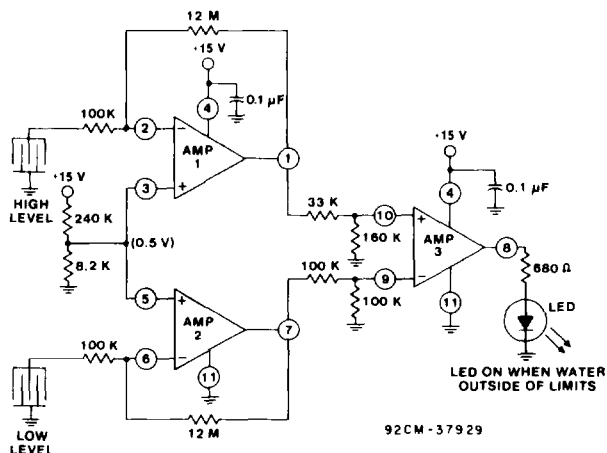 12 M
+15 V
4
0.1 μF
100K
2
−
AMP
1
1
HIGH
LEVEL
+15 V
3
+
240 K
(0.5 V)
8.2 K
+15 V
4
0.1 μF
33 K
10
+
160 K
AMP
3
8
100 K
9
−
100 K
11
680 Ω
LED
5
+
AMP
2
7
100 K
6
−
11
LOW
LEVEL
12M
LED ON WHEN WATER
OUTSIDE OF LIMITS
92CM-37929